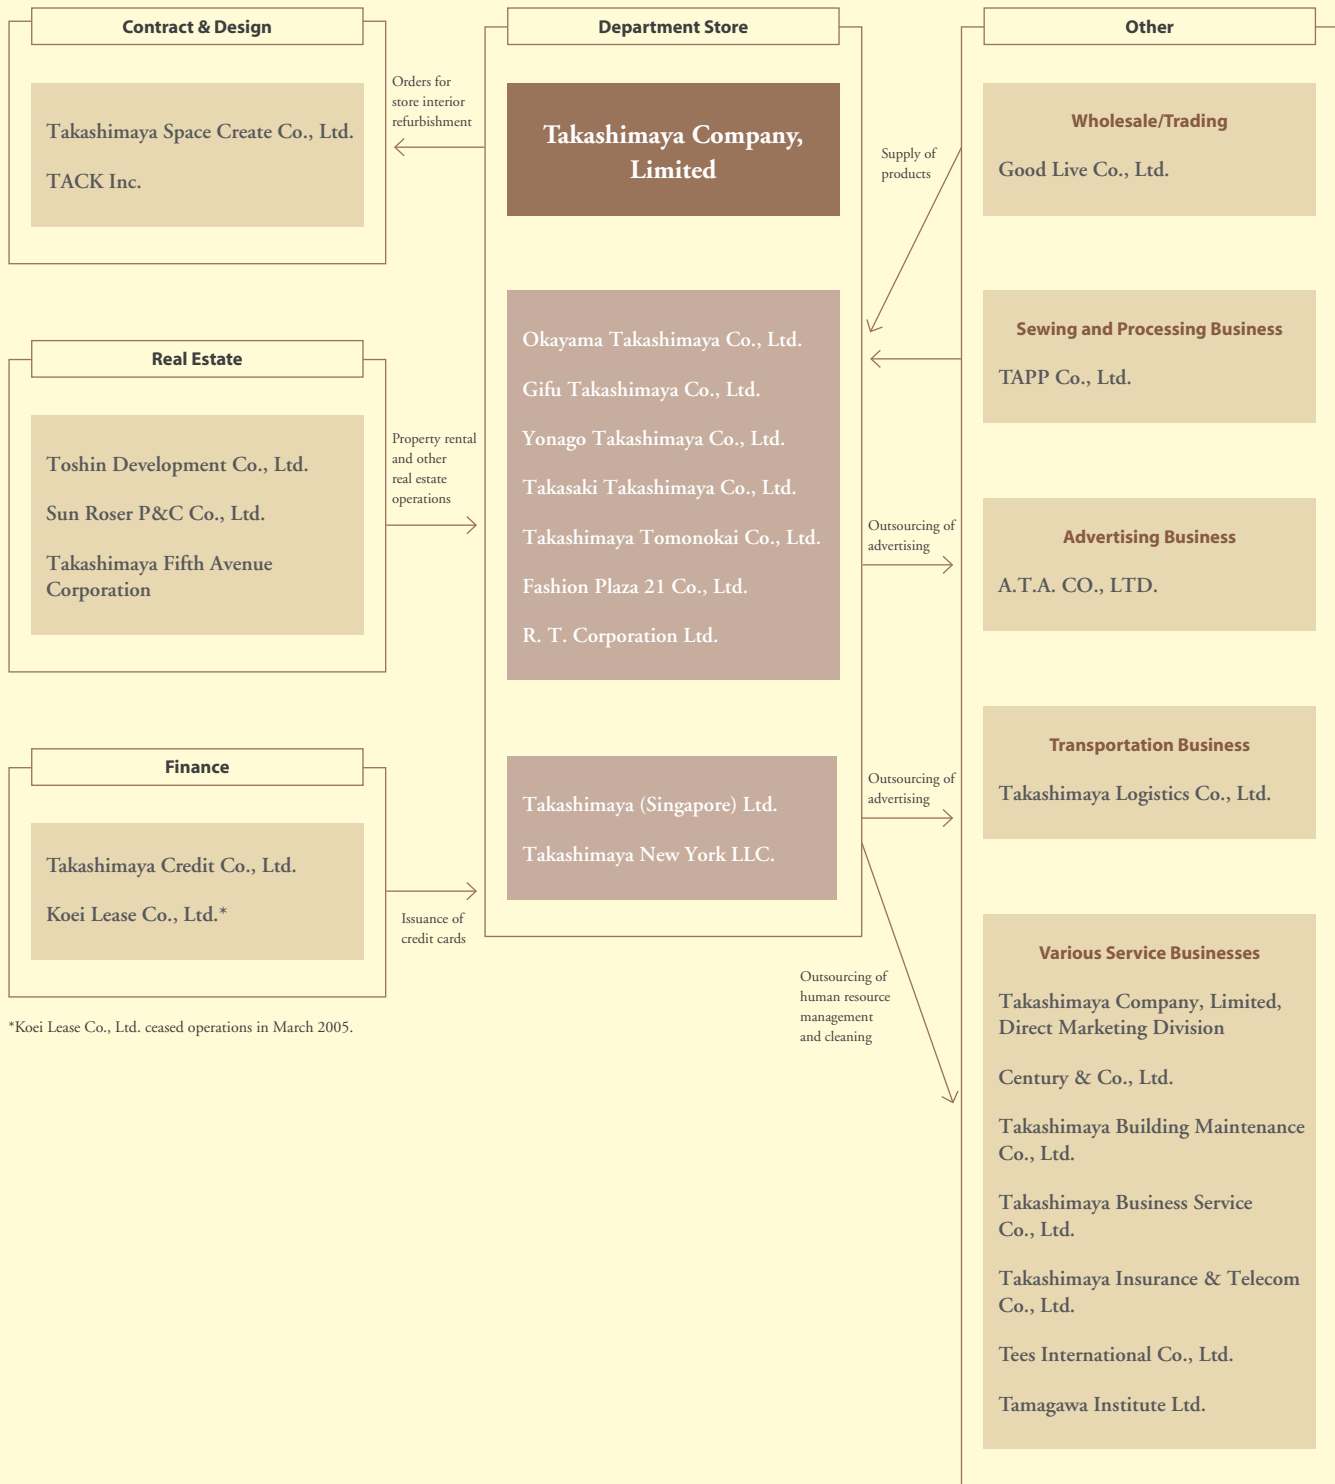 Contract & Design
Takashimaya Space Create Co., Ltd.
TACK Inc.
Orders for
store interior
refurbishment
Real Estate
Toshin Development Co., Ltd.
Sun Roser P&C Co., Ltd.
Takashimaya Fifth Avenue
Corporation
Property rental
and other
real estate
operations
Finance
Takashimaya Credit Co., Ltd.
Koei Lease Co., Ltd.*
Issuance of
credit cards
*Koei Lease Co., Ltd. ceased operations in March 2005.
Department Store
Takashimaya Company,
Limited
Okayama Takashimaya Co., Ltd.
Gifu Takashimaya Co., Ltd.
Yonago Takashimaya Co., Ltd.
Takasaki Takashimaya Co., Ltd.
Takashimaya Tomonokai Co., Ltd.
Fashion Plaza 21 Co., Ltd.
R. T. Corporation Ltd.
Takashimaya (Singapore) Ltd.
Takashimaya New York LLC.
Supply of
products
Outsourcing of
advertising
Outsourcing of
advertising
Outsourcing of
human resource
management
and cleaning
Other
Wholesale/Trading
Good Live Co., Ltd.
Sewing and Processing Business
TAPP Co., Ltd.
Advertising Business
A.T.A. CO., LTD.
Transportation Business
Takashimaya Logistics Co., Ltd.
Various Service Businesses
Takashimaya Company, Limited,
Direct Marketing Division
Century & Co., Ltd.
Takashimaya Building Maintenance
Co., Ltd.
Takashimaya Business Service
Co., Ltd.
Takashimaya Insurance & Telecom
Co., Ltd.
Tees International Co., Ltd.
Tamagawa Institute Ltd.